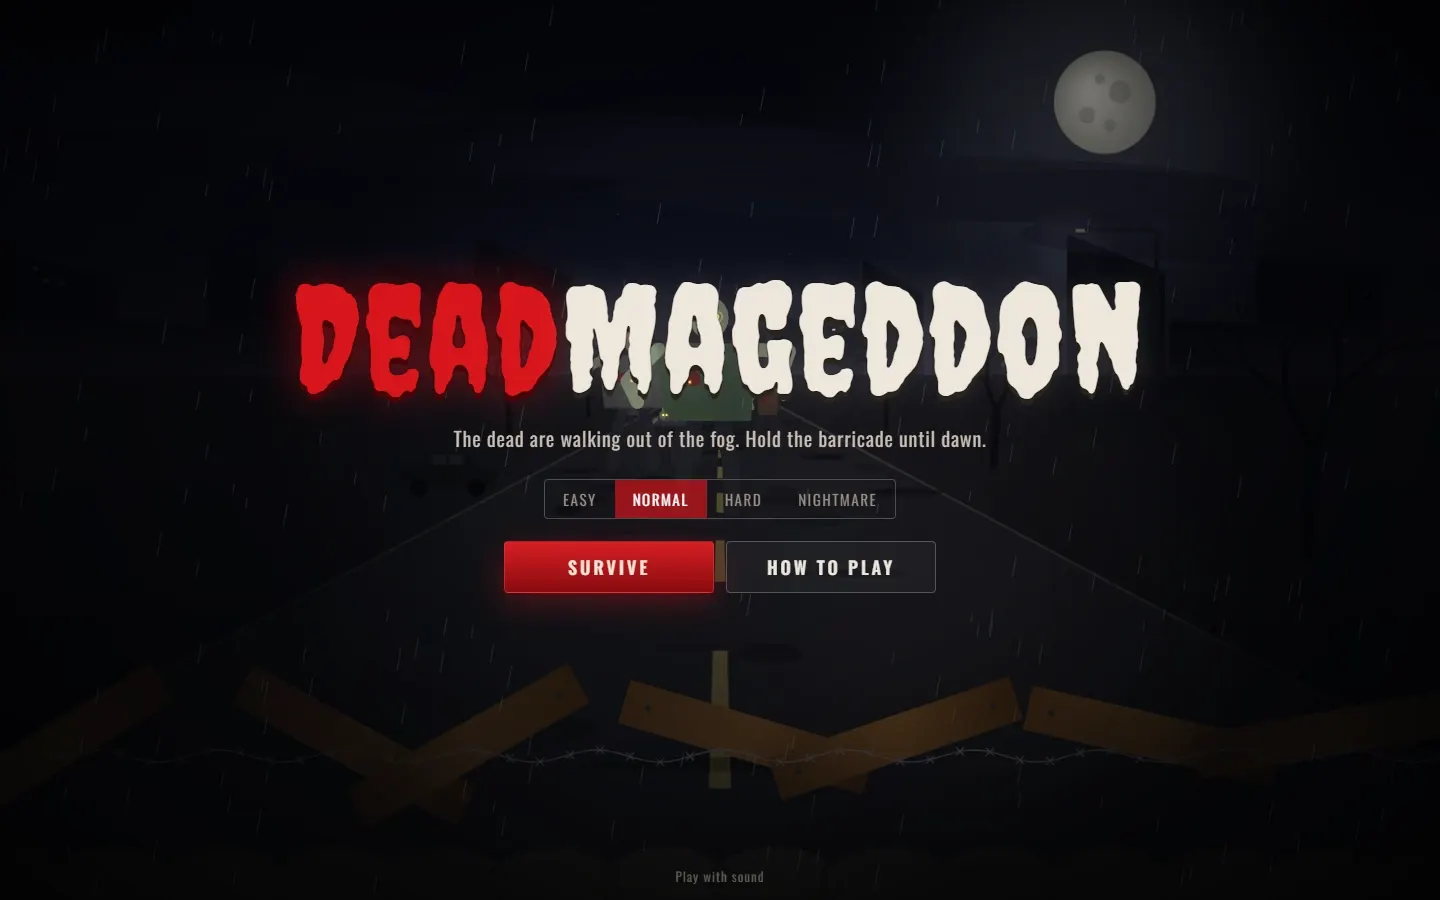 DEADMAGEDDON
The dead are walking out of the fog. Hold the barricade until dawn.
EASY NORMAL HARD NIGHTMARE
SURVIVE HOW TO PLAY
Play with sound